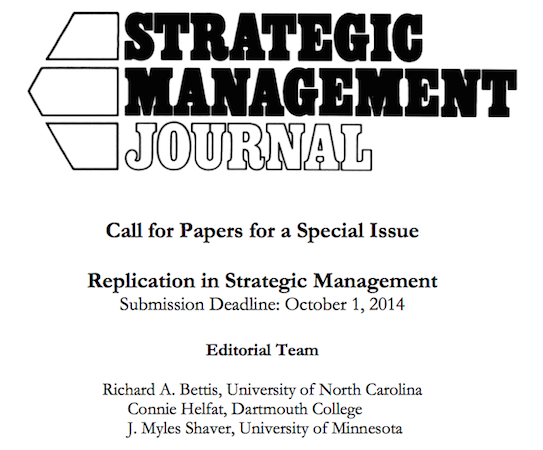 STRATEGIC
MANAGEMENT
JOURNAL
Call for Papers for a Special Issue
Replication in Strategic Management
Submission Deadline: October 1, 2014
Editorial Team
Richard A. Bettis, University of North Carolina
Connie Helfat, Dartmouth College
J. Myles Shaver, University of Minnesota